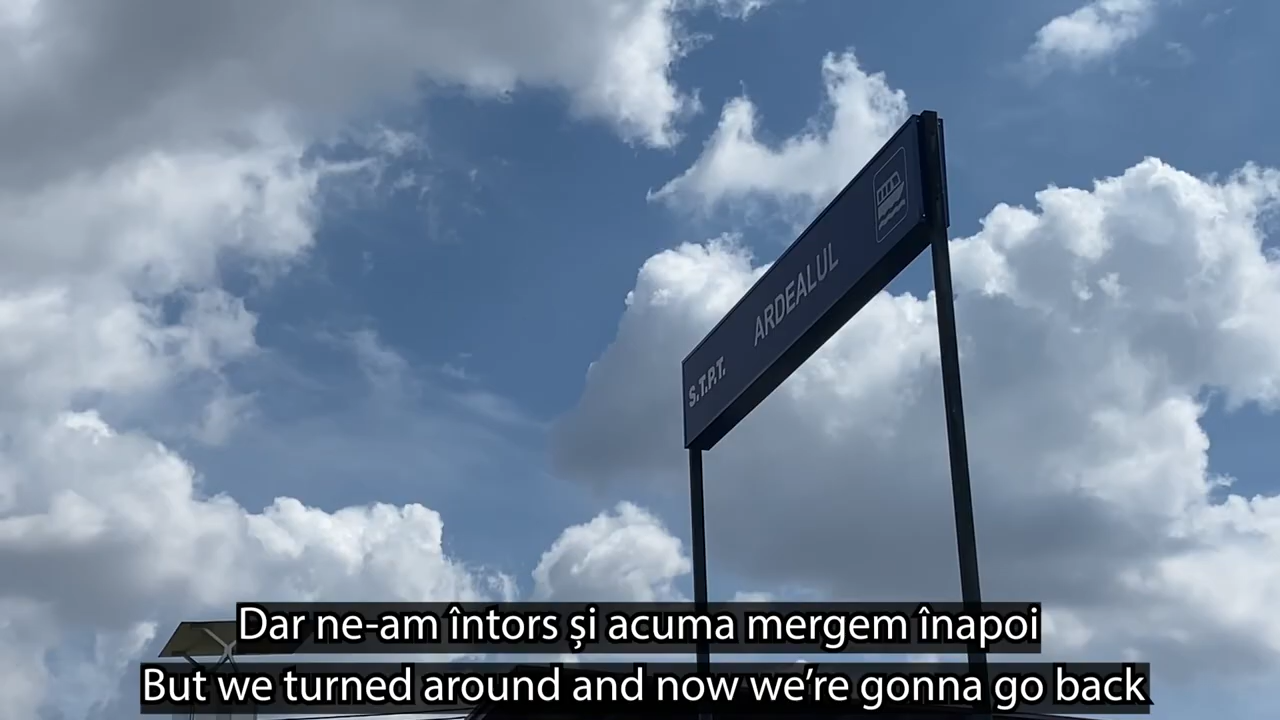 S.T.P.T. ARDEALUL
Dar ne-am întors și acuma mergem înapoi
But we turned around and now we're gonna go back